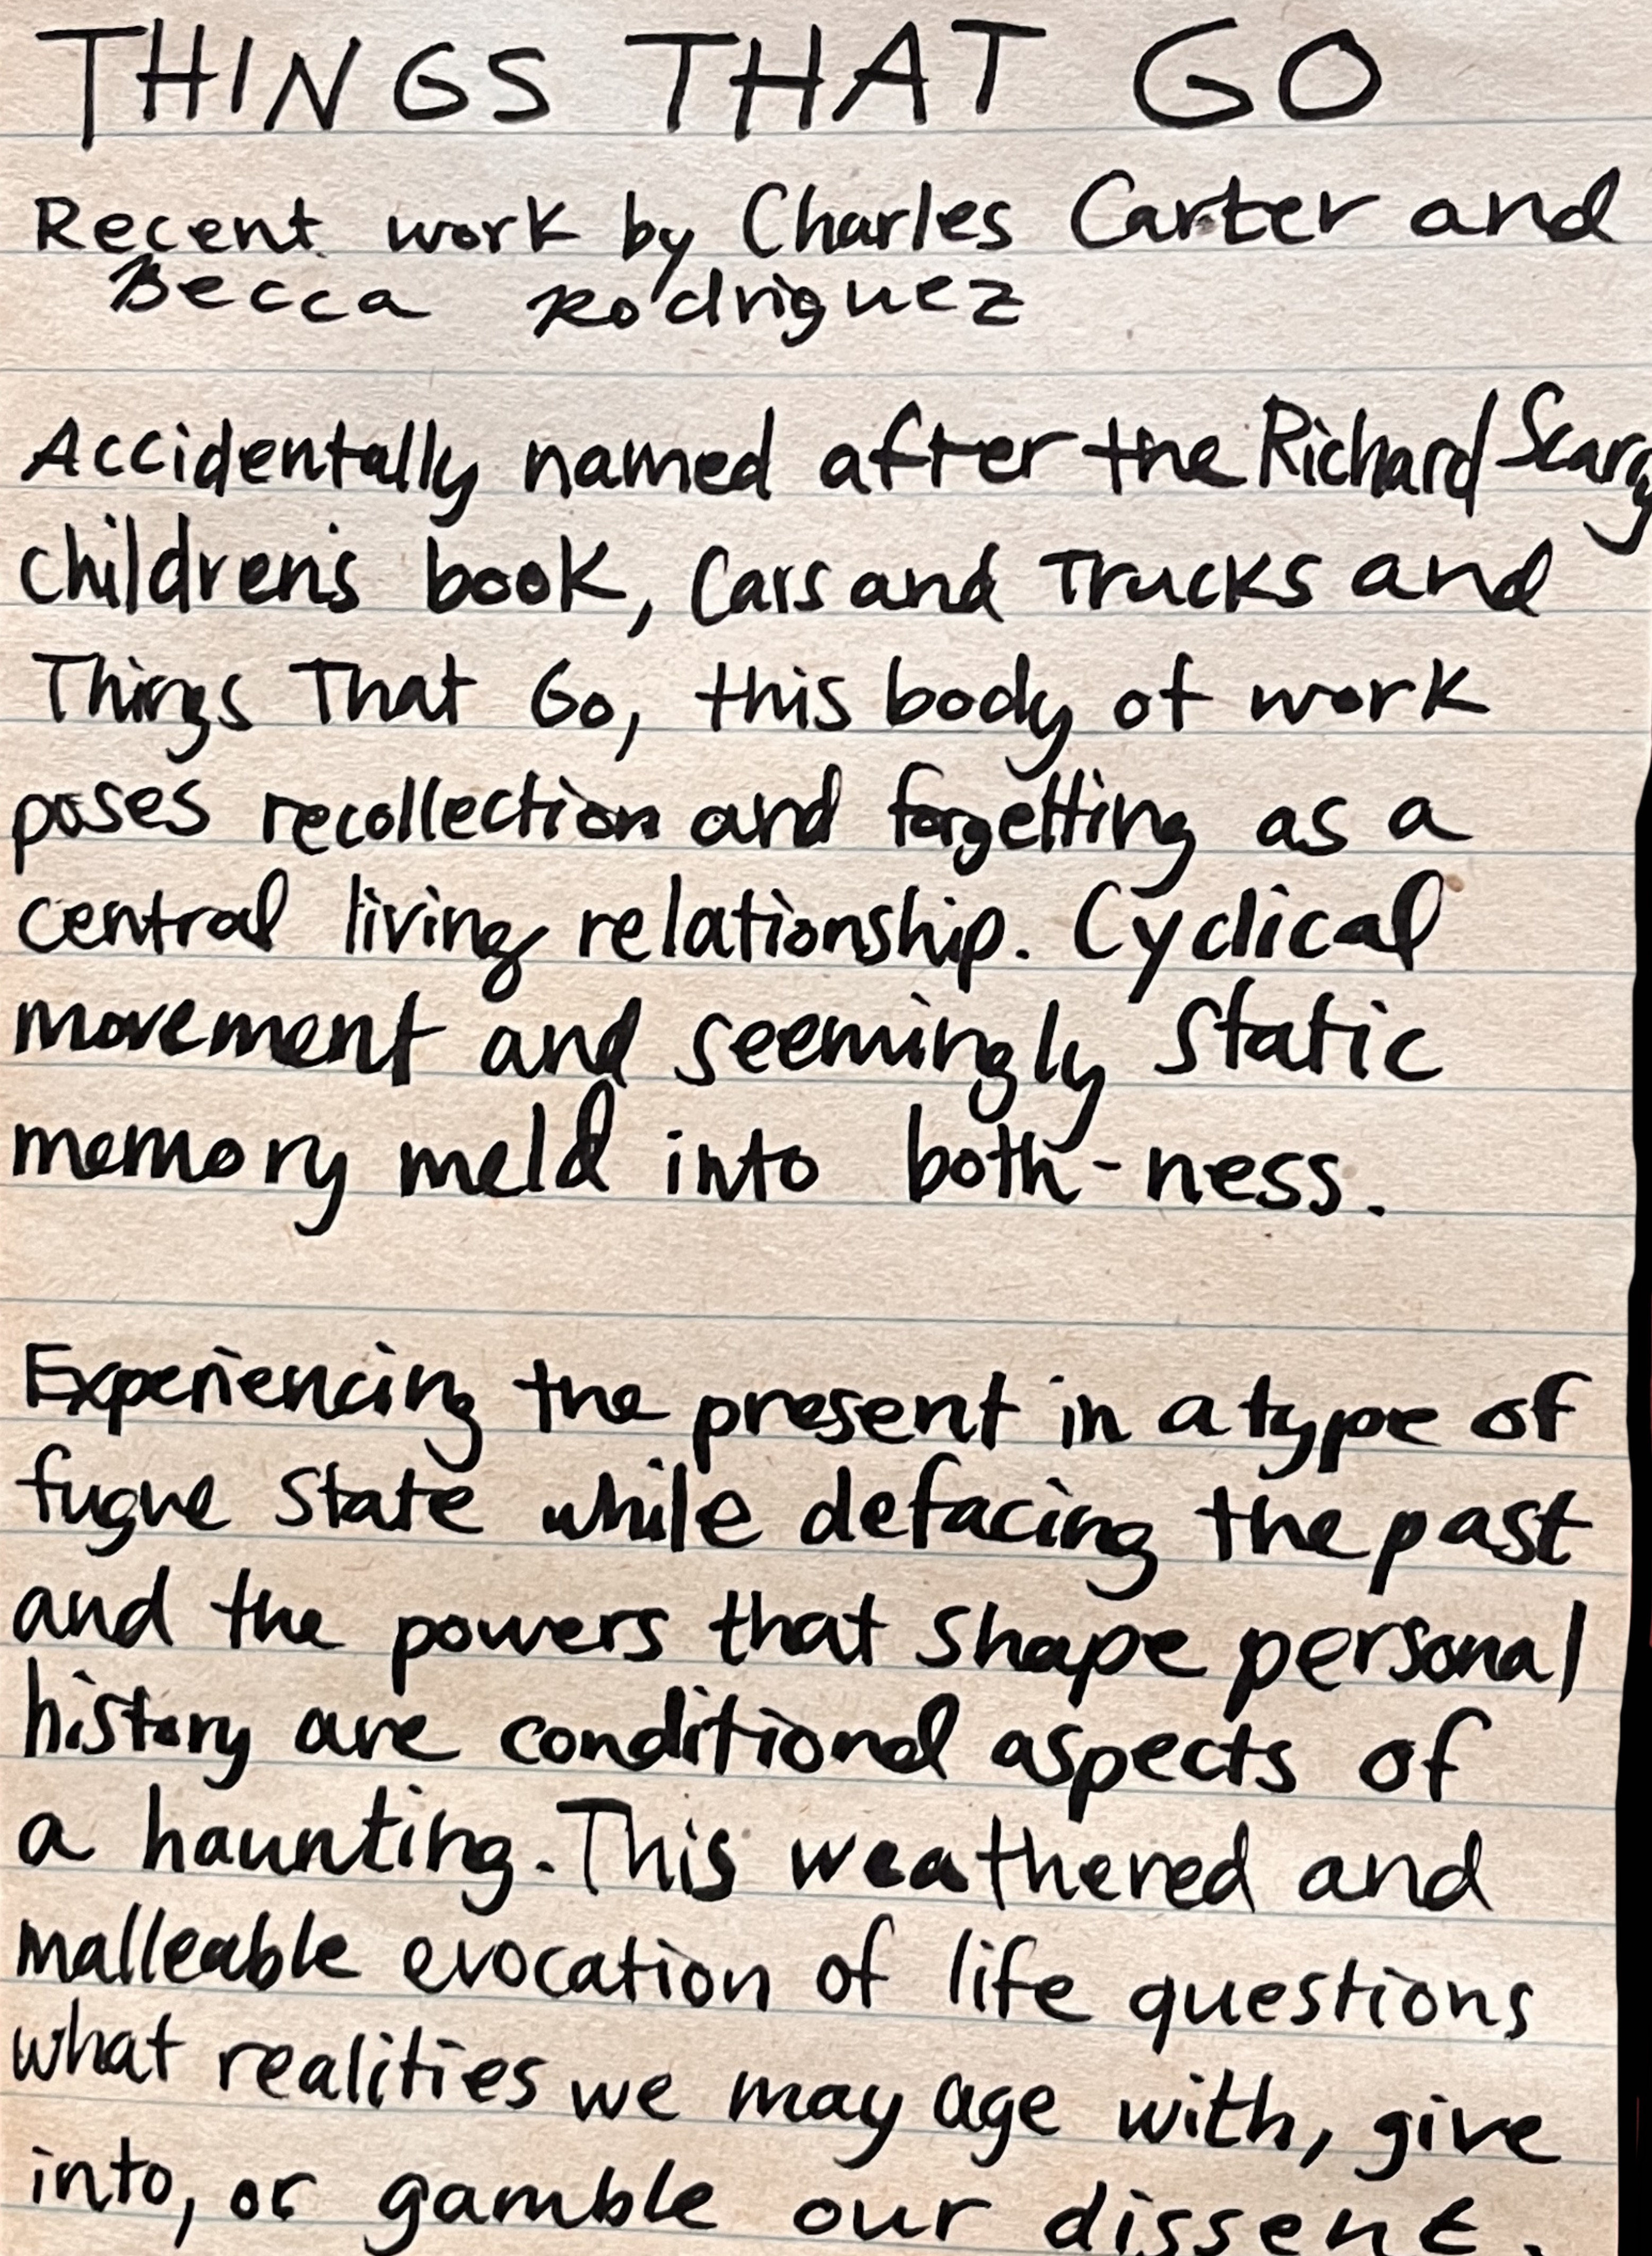 THINGS THAT GO
Recent work by Charles Carter and
Becca Rodriguez
Accidentally named after the Richard Scarry
children's book, Cars and Trucks and
Things That Go, this body of work
poses recollection and forgetting as a
central living relationship. Cyclical
movement and seemingly static
memory meld into both-ness.
Experiencing the present in a type of
fugue state while defacing the past
and the powers that shape personal
history are conditional aspects of
a haunting. This weathered and
malleable evocation of life questions
what realities we may age with, give
into, or gamble our dissent.